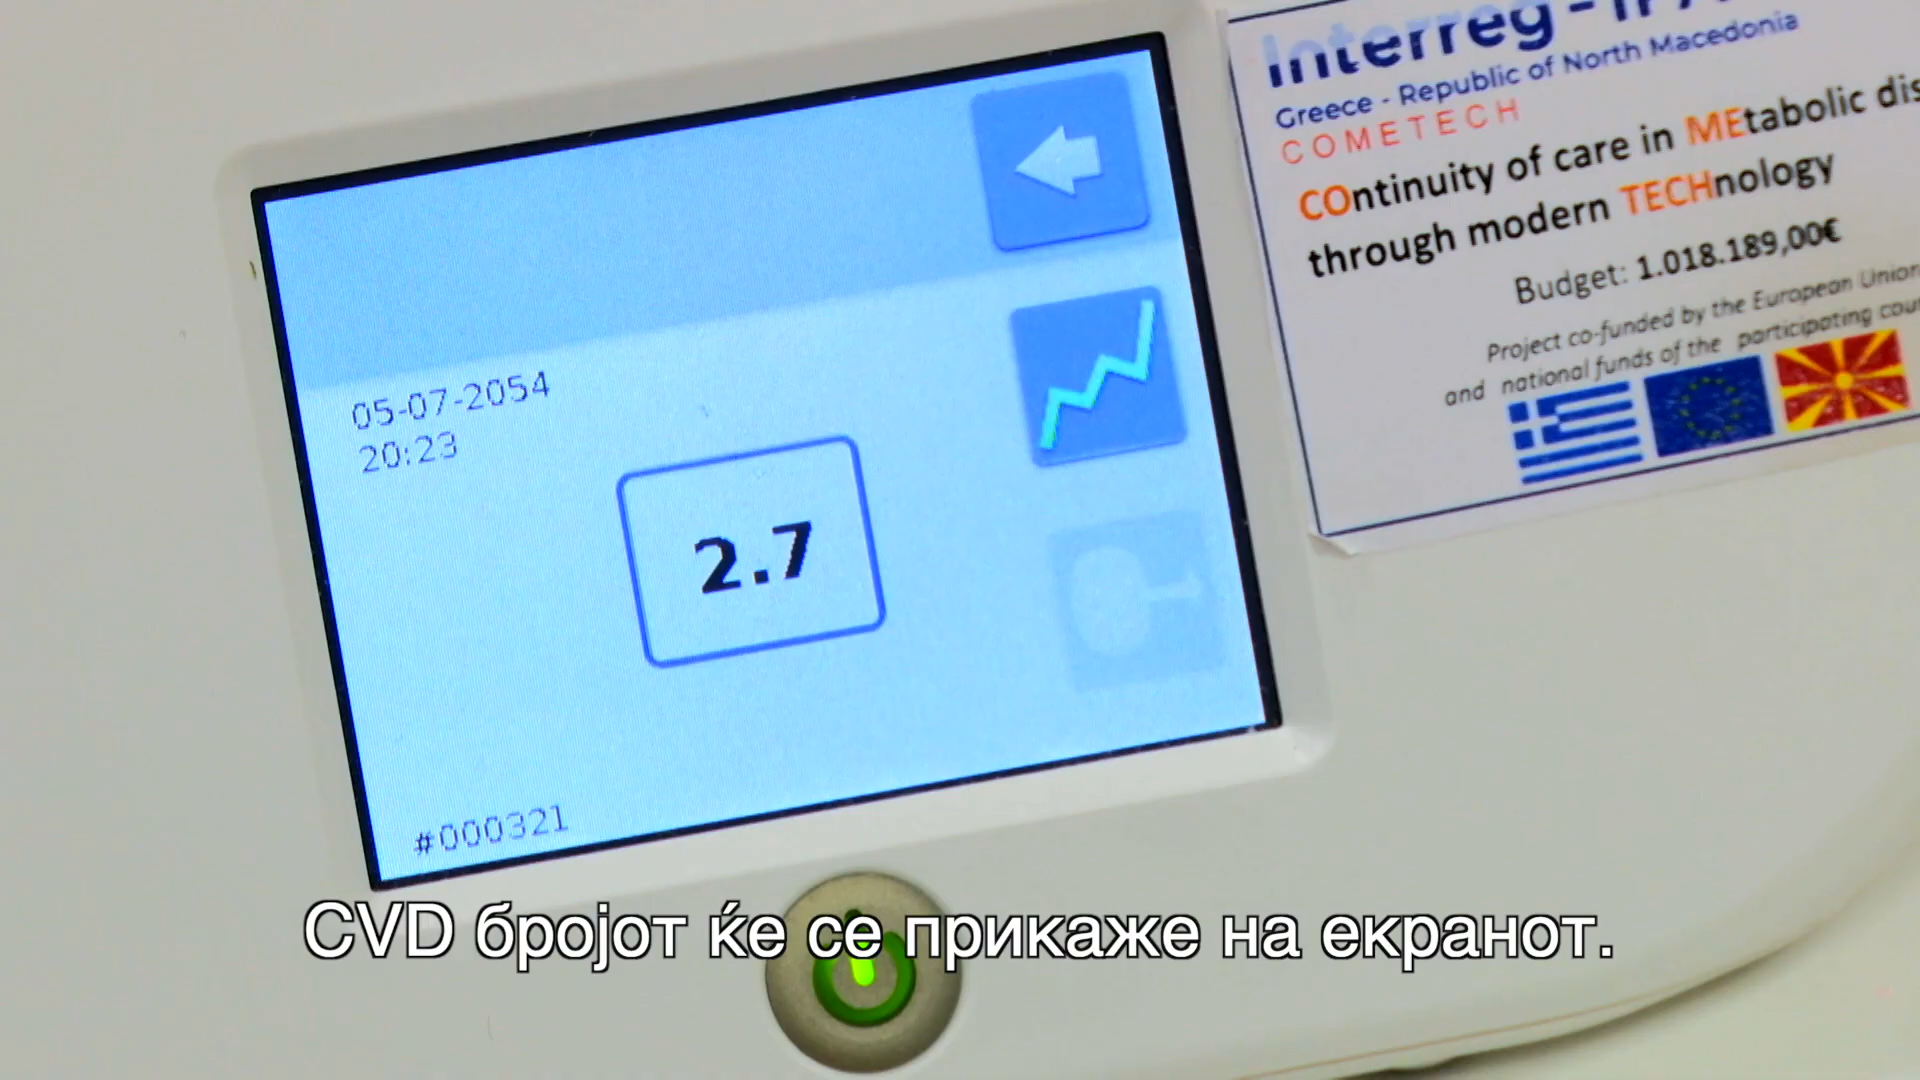 05-07-2054
20:23
2.7
#000321
Interreg -
Greece - Republic of North Macedonia
COMETECH
COntinuity of care in MEtabolic
through modern TECHnology
Budget: 1.018.189,00€
Project co-funded by the European Union
and national funds of the participating
CVD бројот ќе се прикаже на екранот.